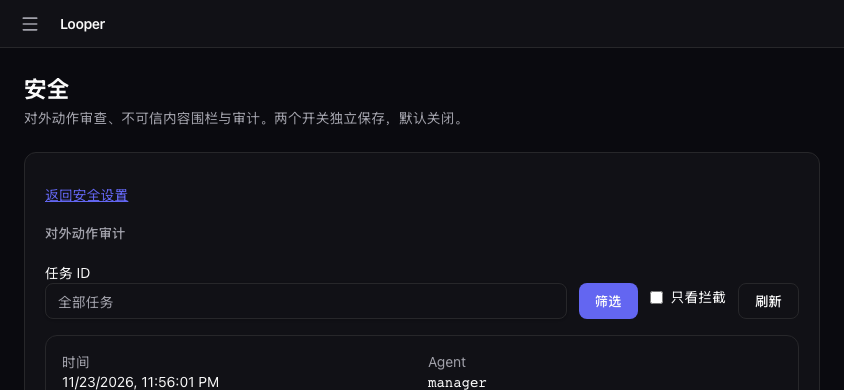 Looper
安全
对外动作审查、不可信内容围栏与审计。两个开关独立保存，默认关闭。
返回安全设置
对外动作审计
任务 ID
全部任务 筛选 只看拦截 刷新
时间 Agent
11/23/2026, 11:56:01 PM manager